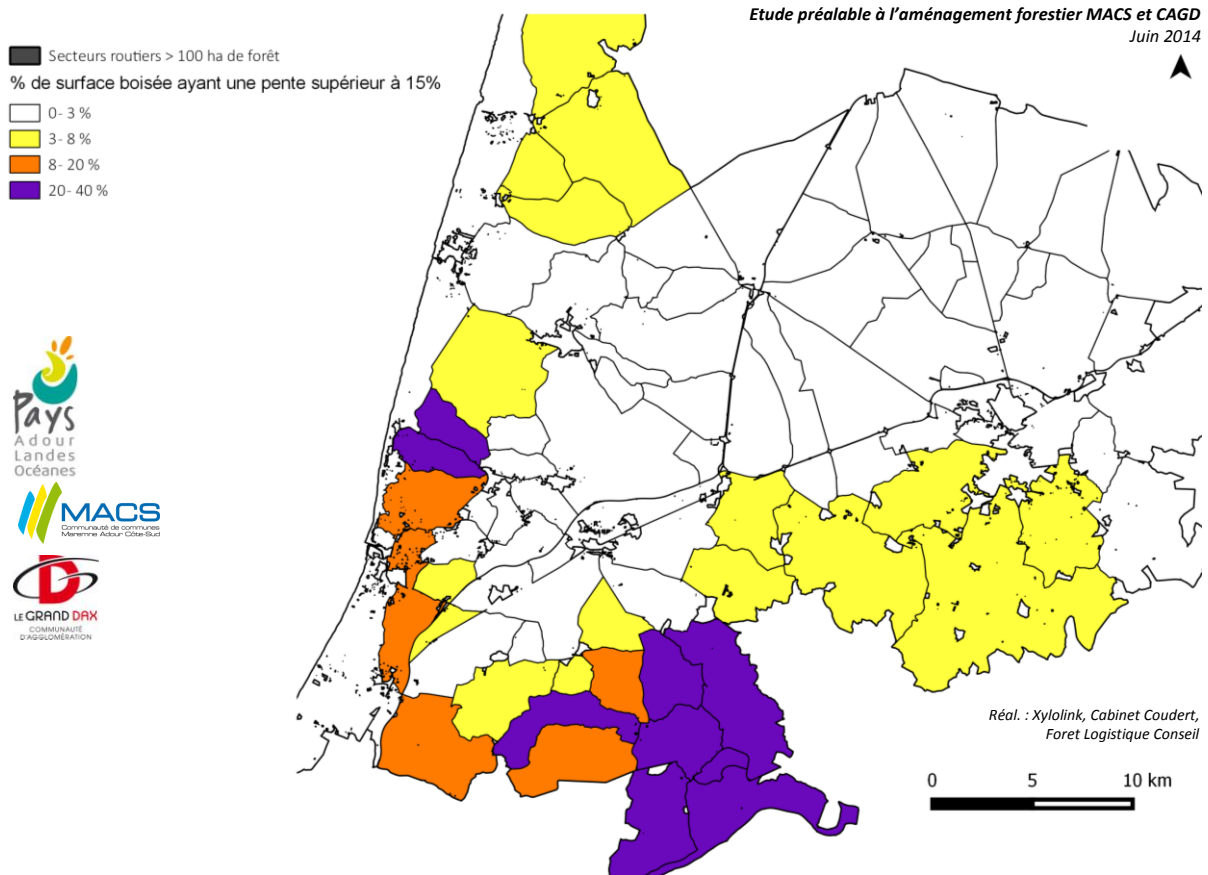 Etude préalable à l'aménagement forestier MACS et CAGD
Juin 2014
Secteurs routiers > 100 ha de forêt
% de surface boisée ayant une pente supérieur à 15%
0- 3 %
3- 8 %
8- 20 %
20- 40 %
Pays
Adour
Landes
Océanes
MACS
Communauté de communes
Maremne Adour Côte-Sud
LE GRAND DAX
COMMUNAUTÉ
D'AGGLOMÉRATION
Réal. : Xylolink, Cabinet Coudert,
Foret Logistique Conseil
0 5 10 km